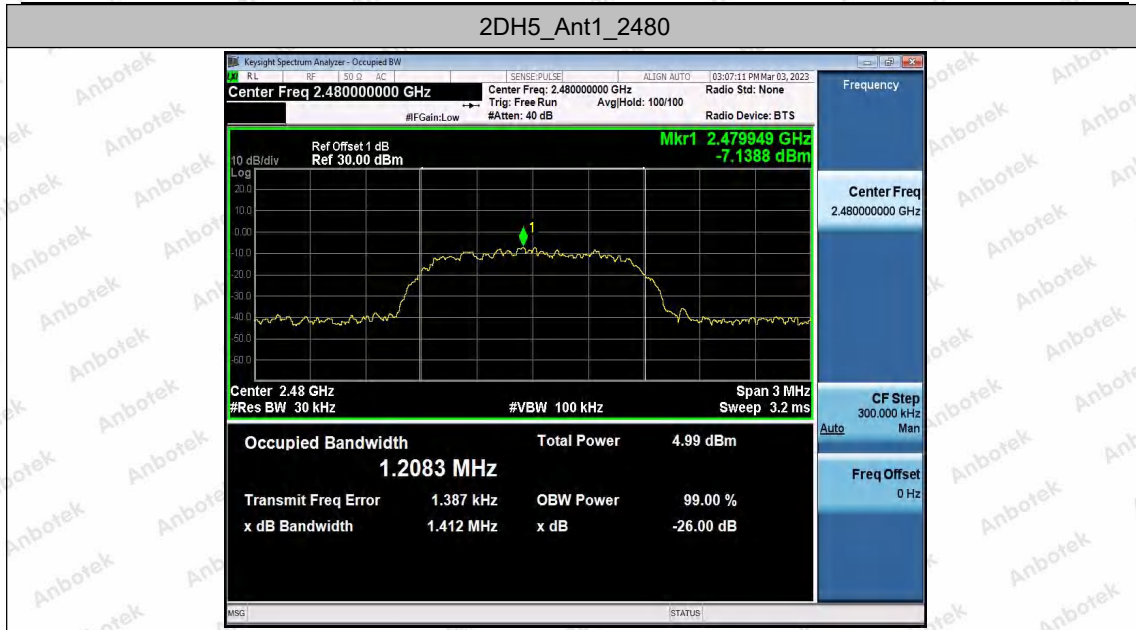 2DH5_Ant1_2480
Keysight Spectrum Analyzer - Occupied BW
RL RF 50 Ω AC SENSE:PULSE ALIGN AUTO 03:07:11 PM Mar 03, 2023
Center Freq 2.480000000 GHz Center Freq: 2.480000000 GHz Radio Std: None
Trig: Free Run Avg|Hold: 100/100
#IFGain:Low #Atten: 40 dB Radio Device: BTS
Frequency
Ref Offset 1 dB Mkr1 2.479949 GHz
10 dB/div Ref 30.00 dBm -7.1388 dBm
Log
20.0
10.0
0.00
1
-10.0
-20.0
-30.0
-40.0
-50.0
-60.0
Center 2.48 GHz Span 3 MHz
#Res BW 30 kHz #VBW 100 kHz Sweep 3.2 ms
Center Freq
2.480000000 GHz
CF Step
300.000 kHz
Auto Man
Freq Offset
0 Hz
Occupied Bandwidth Total Power 4.99 dBm
1.2083 MHz
Transmit Freq Error 1.387 kHz OBW Power 99.00 %
x dB Bandwidth 1.412 MHz x dB -26.00 dB
MSG STATUS
Anbotek